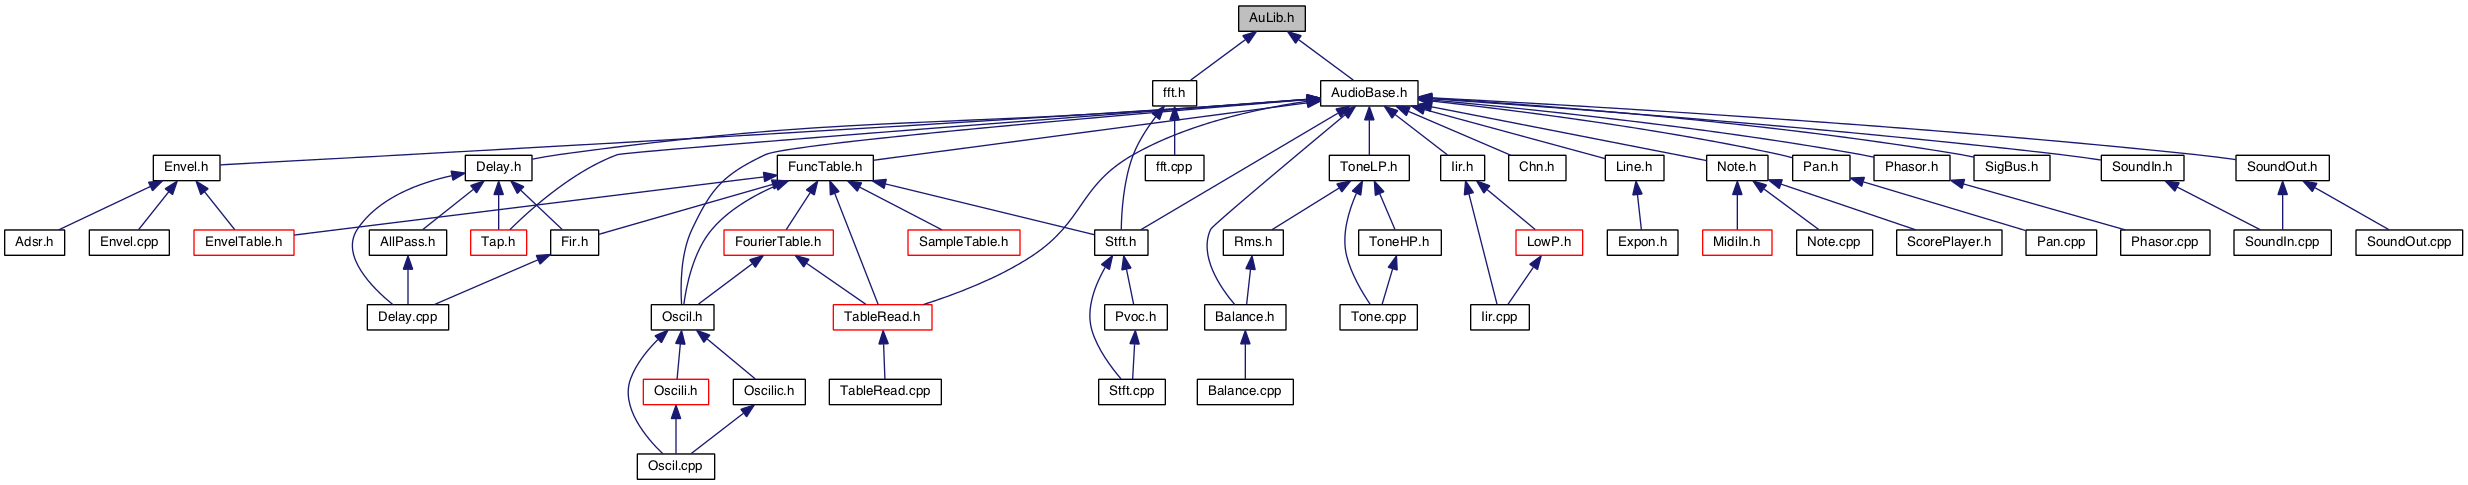 AuLib.h
fft.h
AudioBase.h
Envel.h
Delay.h
FuncTable.h
fft.cpp
ToneLP.h
Iir.h
Chn.h
Line.h
Note.h
Pan.h
Phasor.h
SigBus.h
SoundIn.h
SoundOut.h
Adsr.h
Envel.cpp
EnvelTable.h
AllPass.h
Tap.h
Fir.h
FourierTable.h
SampleTable.h
Stft.h
Rms.h
ToneHP.h
LowP.h
Expon.h
MidiIn.h
Note.cpp
ScorePlayer.h
Pan.cpp
Phasor.cpp
SoundIn.cpp
SoundOut.cpp
Delay.cpp
Oscil.h
TableRead.h
Pvoc.h
Balance.h
Tone.cpp
Iir.cpp
Oscili.h
Oscilic.h
TableRead.cpp
Stft.cpp
Balance.cpp
Oscil.cpp